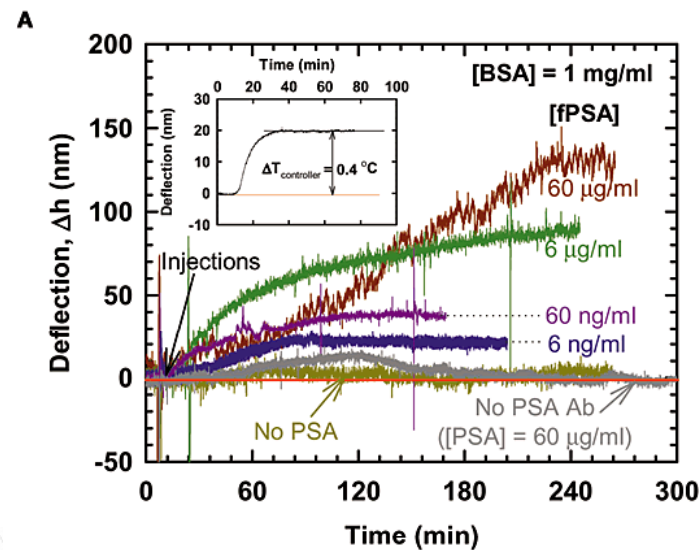 A
[BSA] = 1 mg/ml
[fPSA]
Time (min)
0 20 40 60 80 100
30
20
10
0
-10
Deflection (nm)
ΔTcontroller = 0.4 °C
200
150
100
50
0
-50
Deflection, Δh (nm)
Injections
60 µg/ml
6 µg/ml
60 ng/ml
6 ng/ml
No PSA
No PSA Ab
([PSA] = 60 µg/ml)
0 60 120 180 240 300
Time (min)